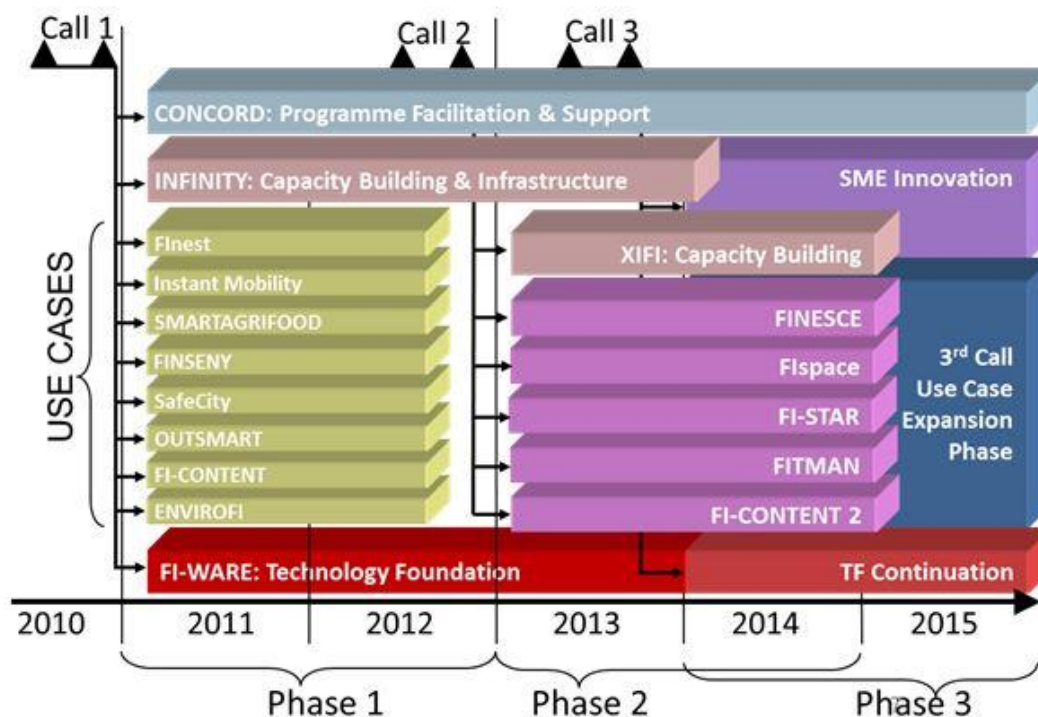 Call 1
Call 2
Call 3
CONCORD: Programme Facilitation & Support
INFINITY: Capacity Building & Infrastructure
SME Innovation
USE CASES
FInest
Instant Mobility
SMARTAGRIFOOD
FINSENY
SafeCity
OUTSMART
FI-CONTENT
ENVIROFI
XIFI: Capacity Building
FINESCE
FIspace
FI-STAR
FITMAN
FI-CONTENT 2
3rd Call
Use Case
Expansion
Phase
FI-WARE: Technology Foundation
TF Continuation
2010
2011
2012
2013
2014
2015
Phase 1
Phase 2
Phase 3